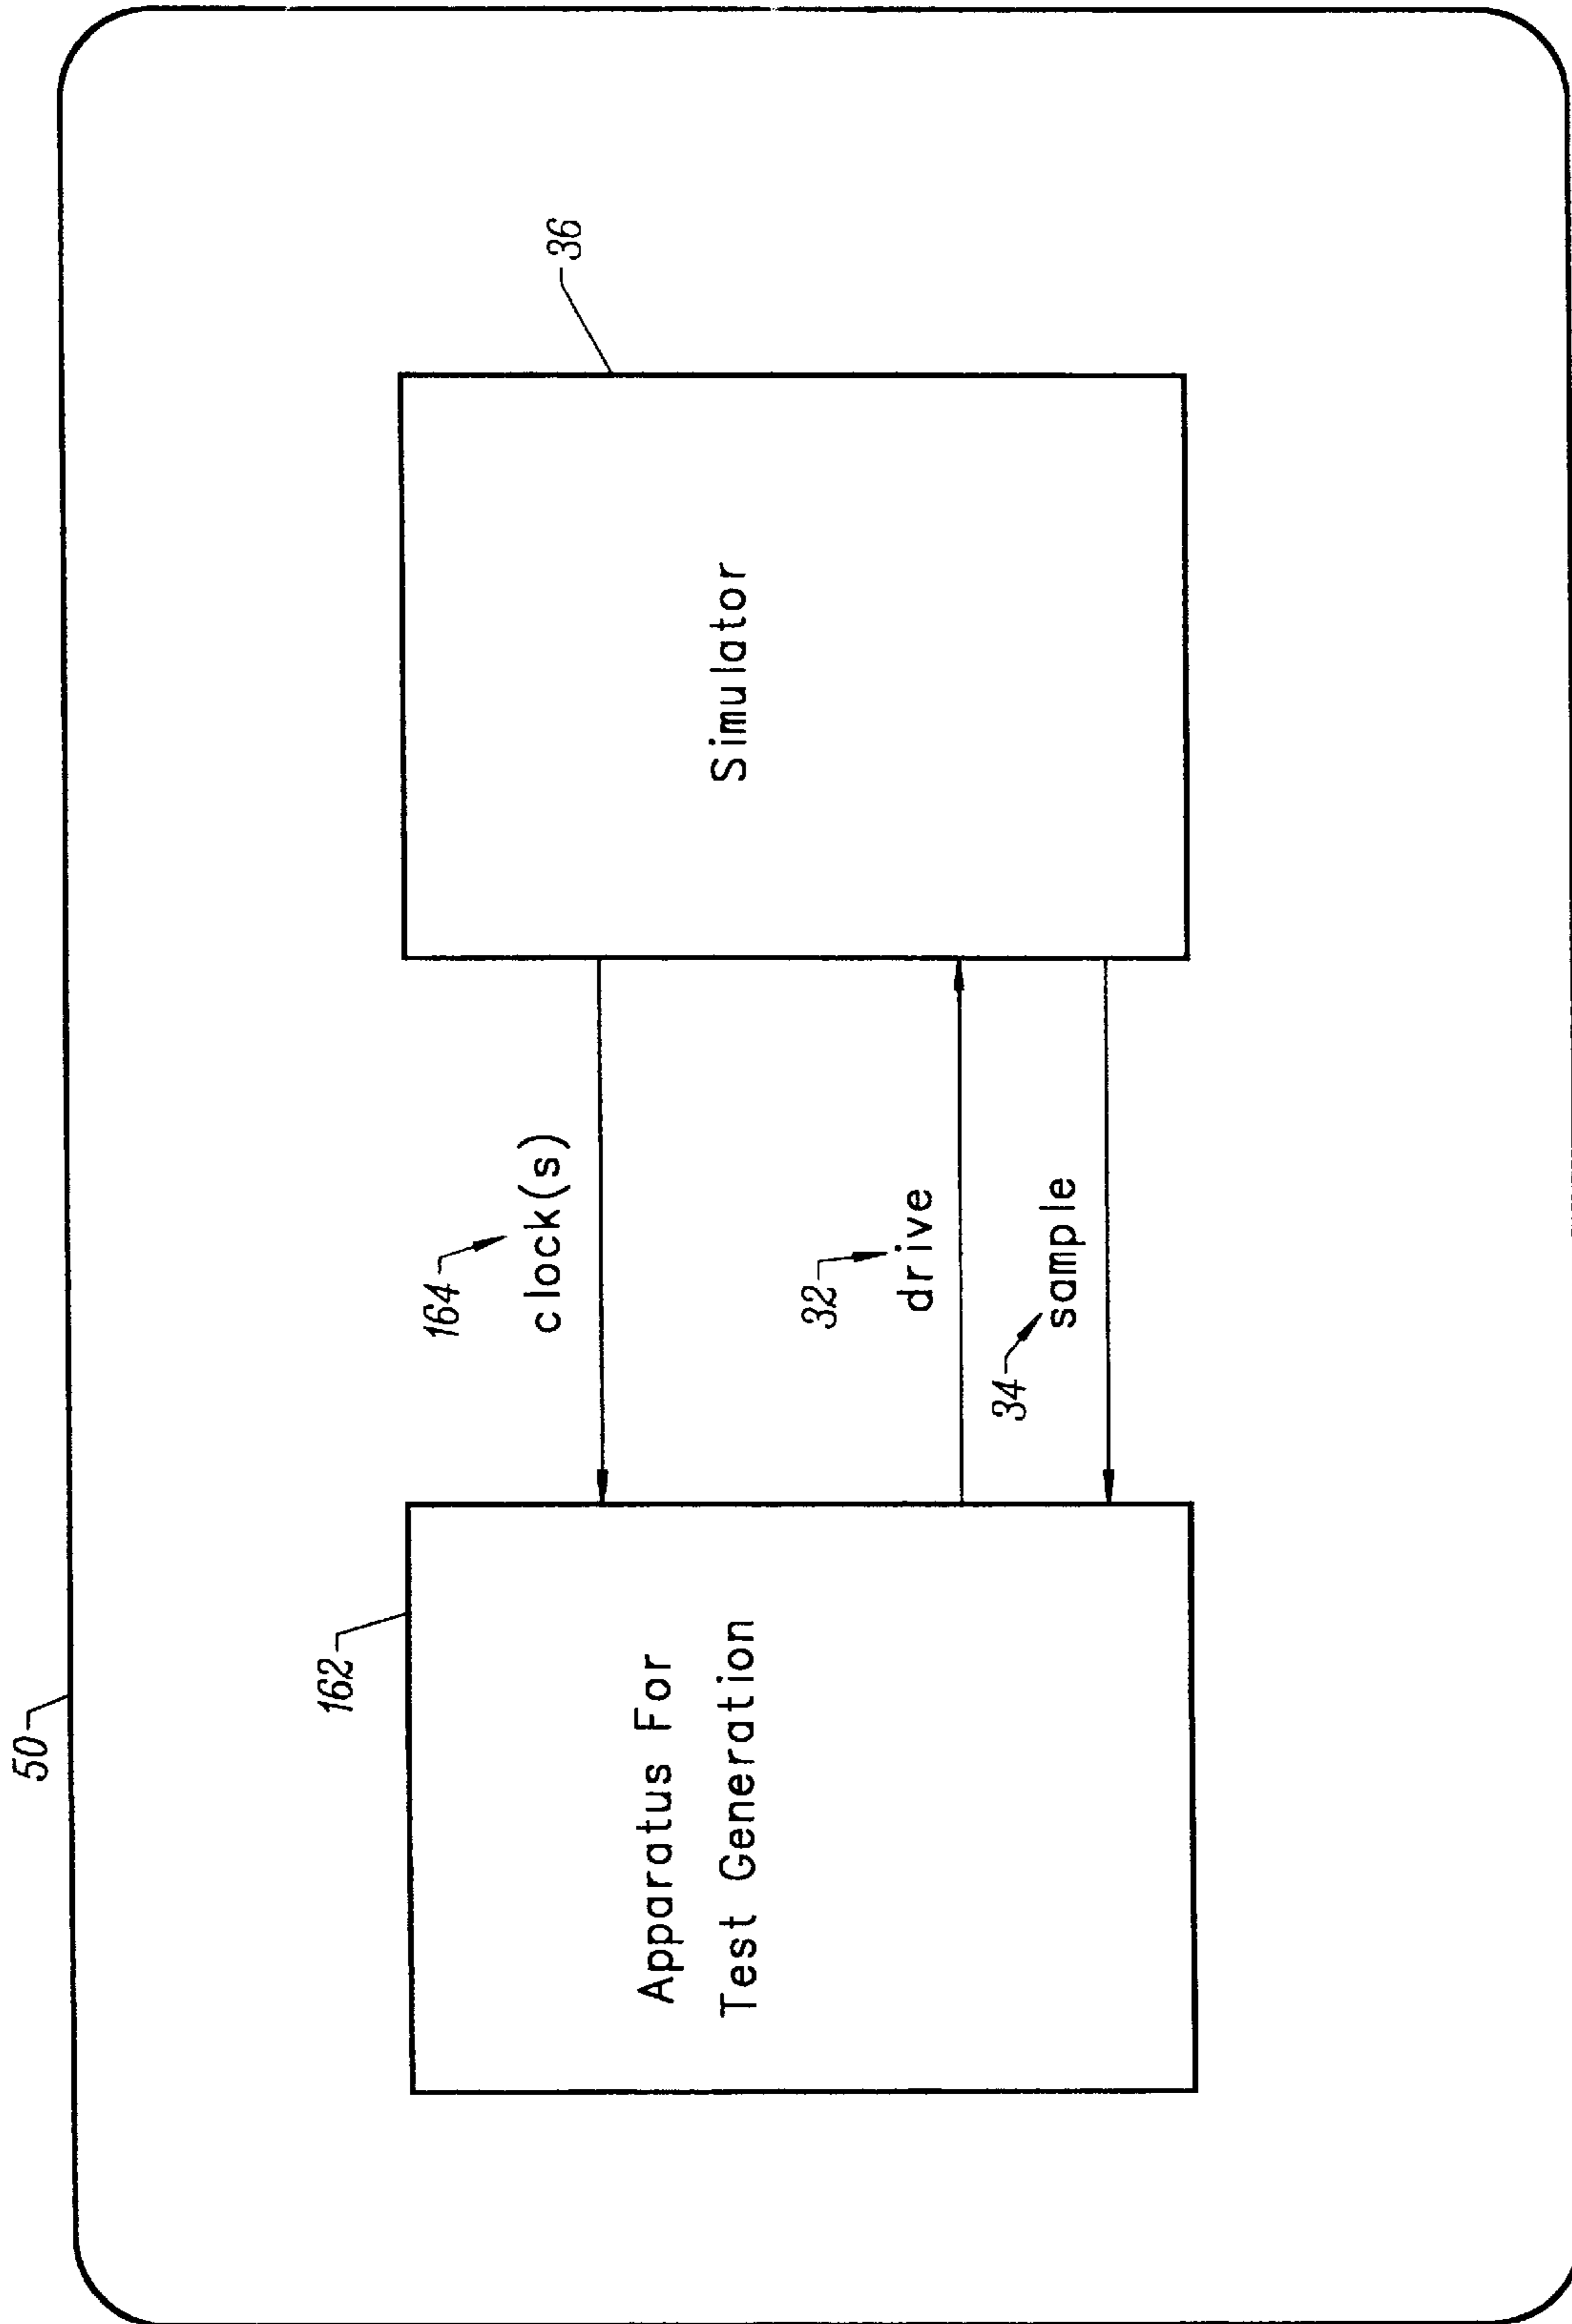 50
162
Apparatus For
Test Generation
164
clock(s)
32
drive
34
sample
36
Simulator